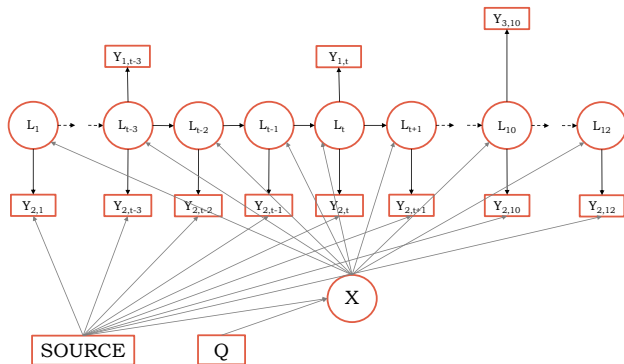 Y3,10
Y1,t-3 Y1,t
L1 Lt-3 Lt-2 Lt-1 Lt Lt+1 L10 L12
Y2,1 Y2,t-3 Y2,t-2 Y2,t-1 Y2,t Y2,t+1 Y2,10 Y2,12
X
SOURCE Q